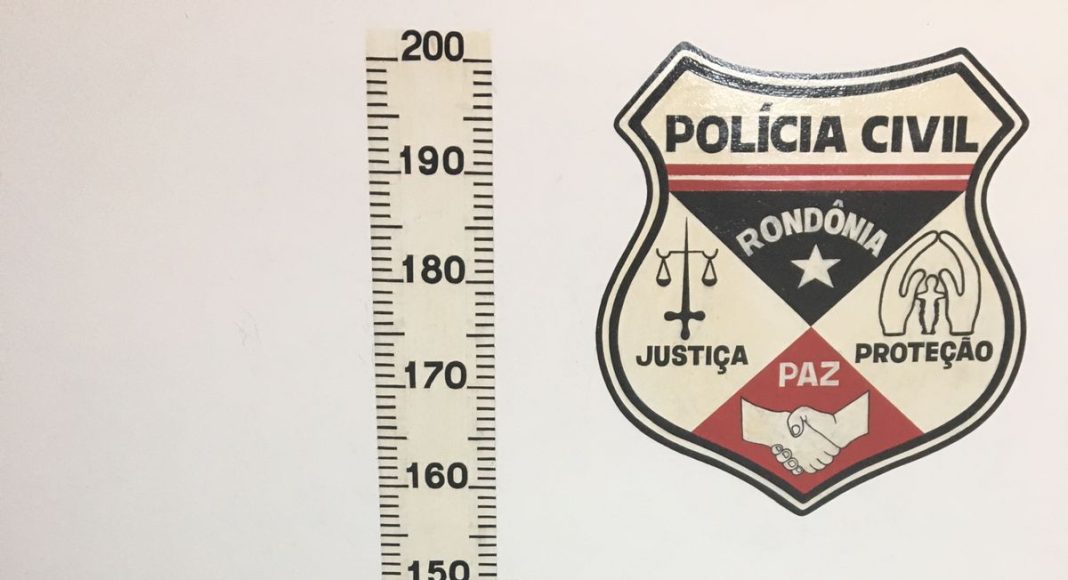 200
190
180
170
160
150
POLÍCIA CIVIL
RONDÔNIA
JUSTIÇA
PROTEÇÃO
PAZ